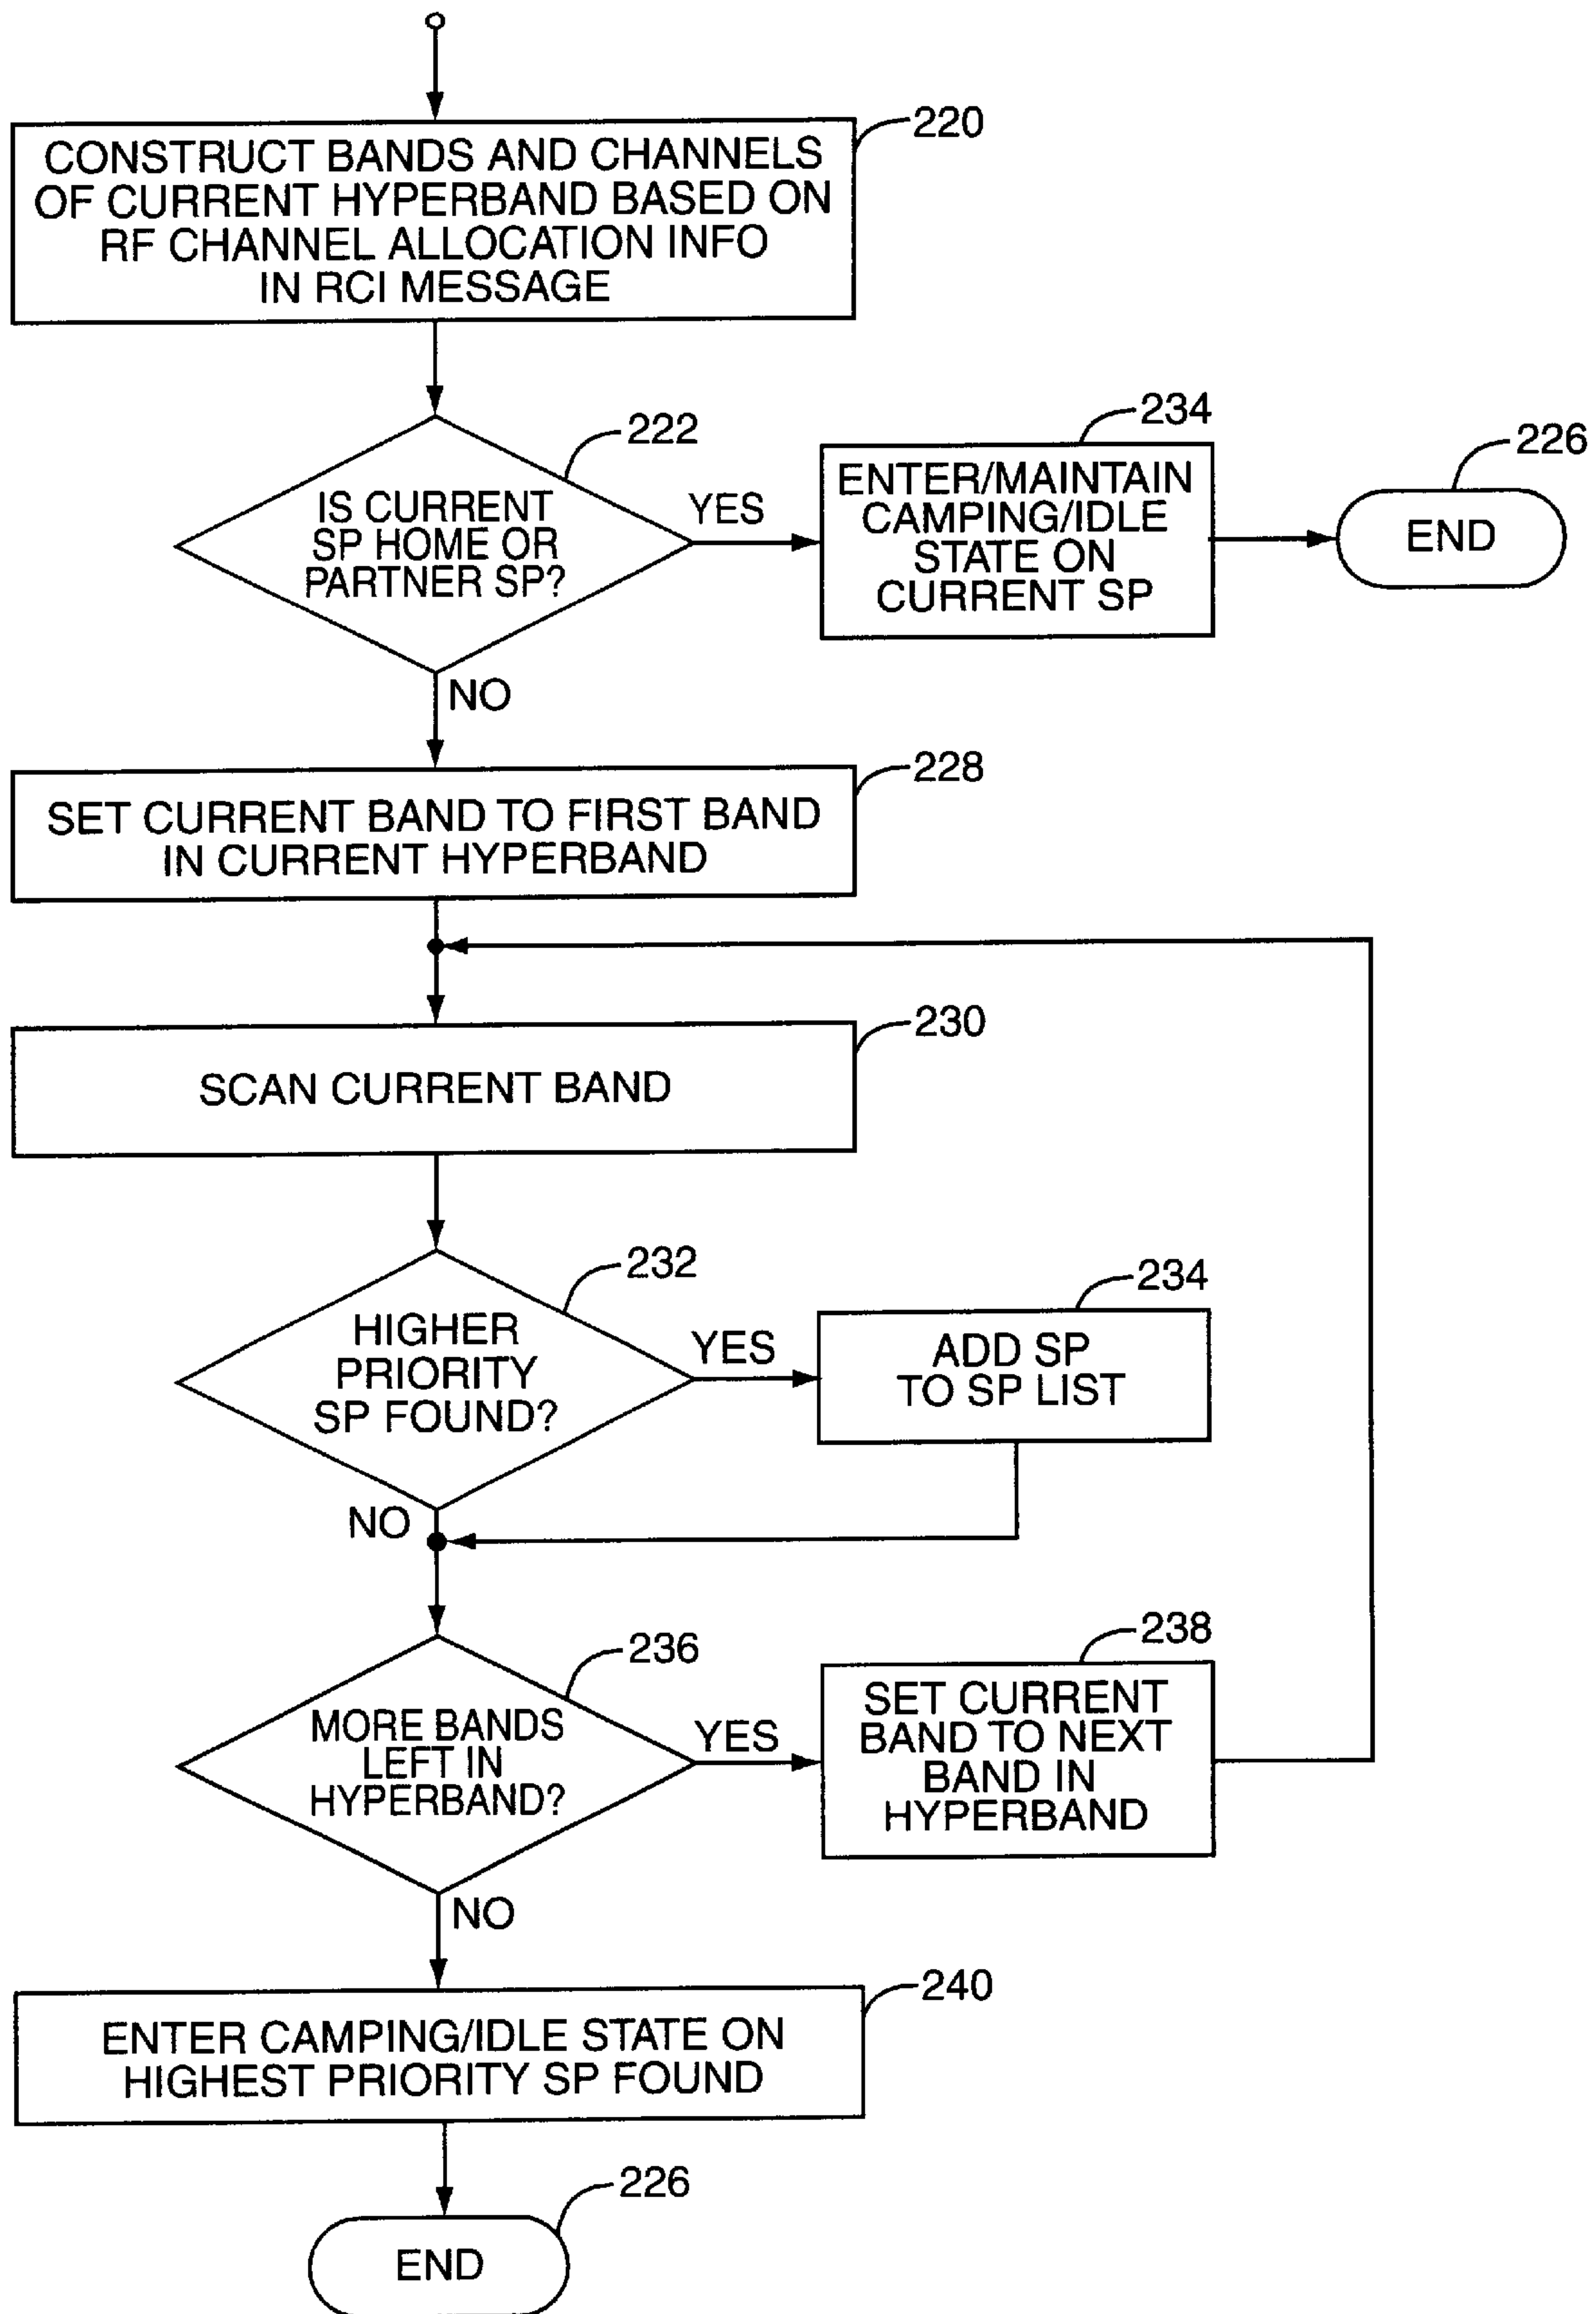 220
CONSTRUCT BANDS AND CHANNELS
OF CURRENT HYPERBAND BASED ON
RF CHANNEL ALLOCATION INFO
IN RCI MESSAGE
222
IS CURRENT
SP HOME OR
PARTNER SP?
YES
234
ENTER/MAINTAIN
CAMPING/IDLE
STATE ON
CURRENT SP
226
END
NO
228
SET CURRENT BAND TO FIRST BAND
IN CURRENT HYPERBAND
230
SCAN CURRENT BAND
232
HIGHER
PRIORITY
SP FOUND?
YES
234
ADD SP
TO SP LIST
NO
236
MORE BANDS
LEFT IN
HYPERBAND?
YES
238
SET CURRENT
BAND TO NEXT
BAND IN
HYPERBAND
NO
240
ENTER CAMPING/IDLE STATE ON
HIGHEST PRIORITY SP FOUND
226
END